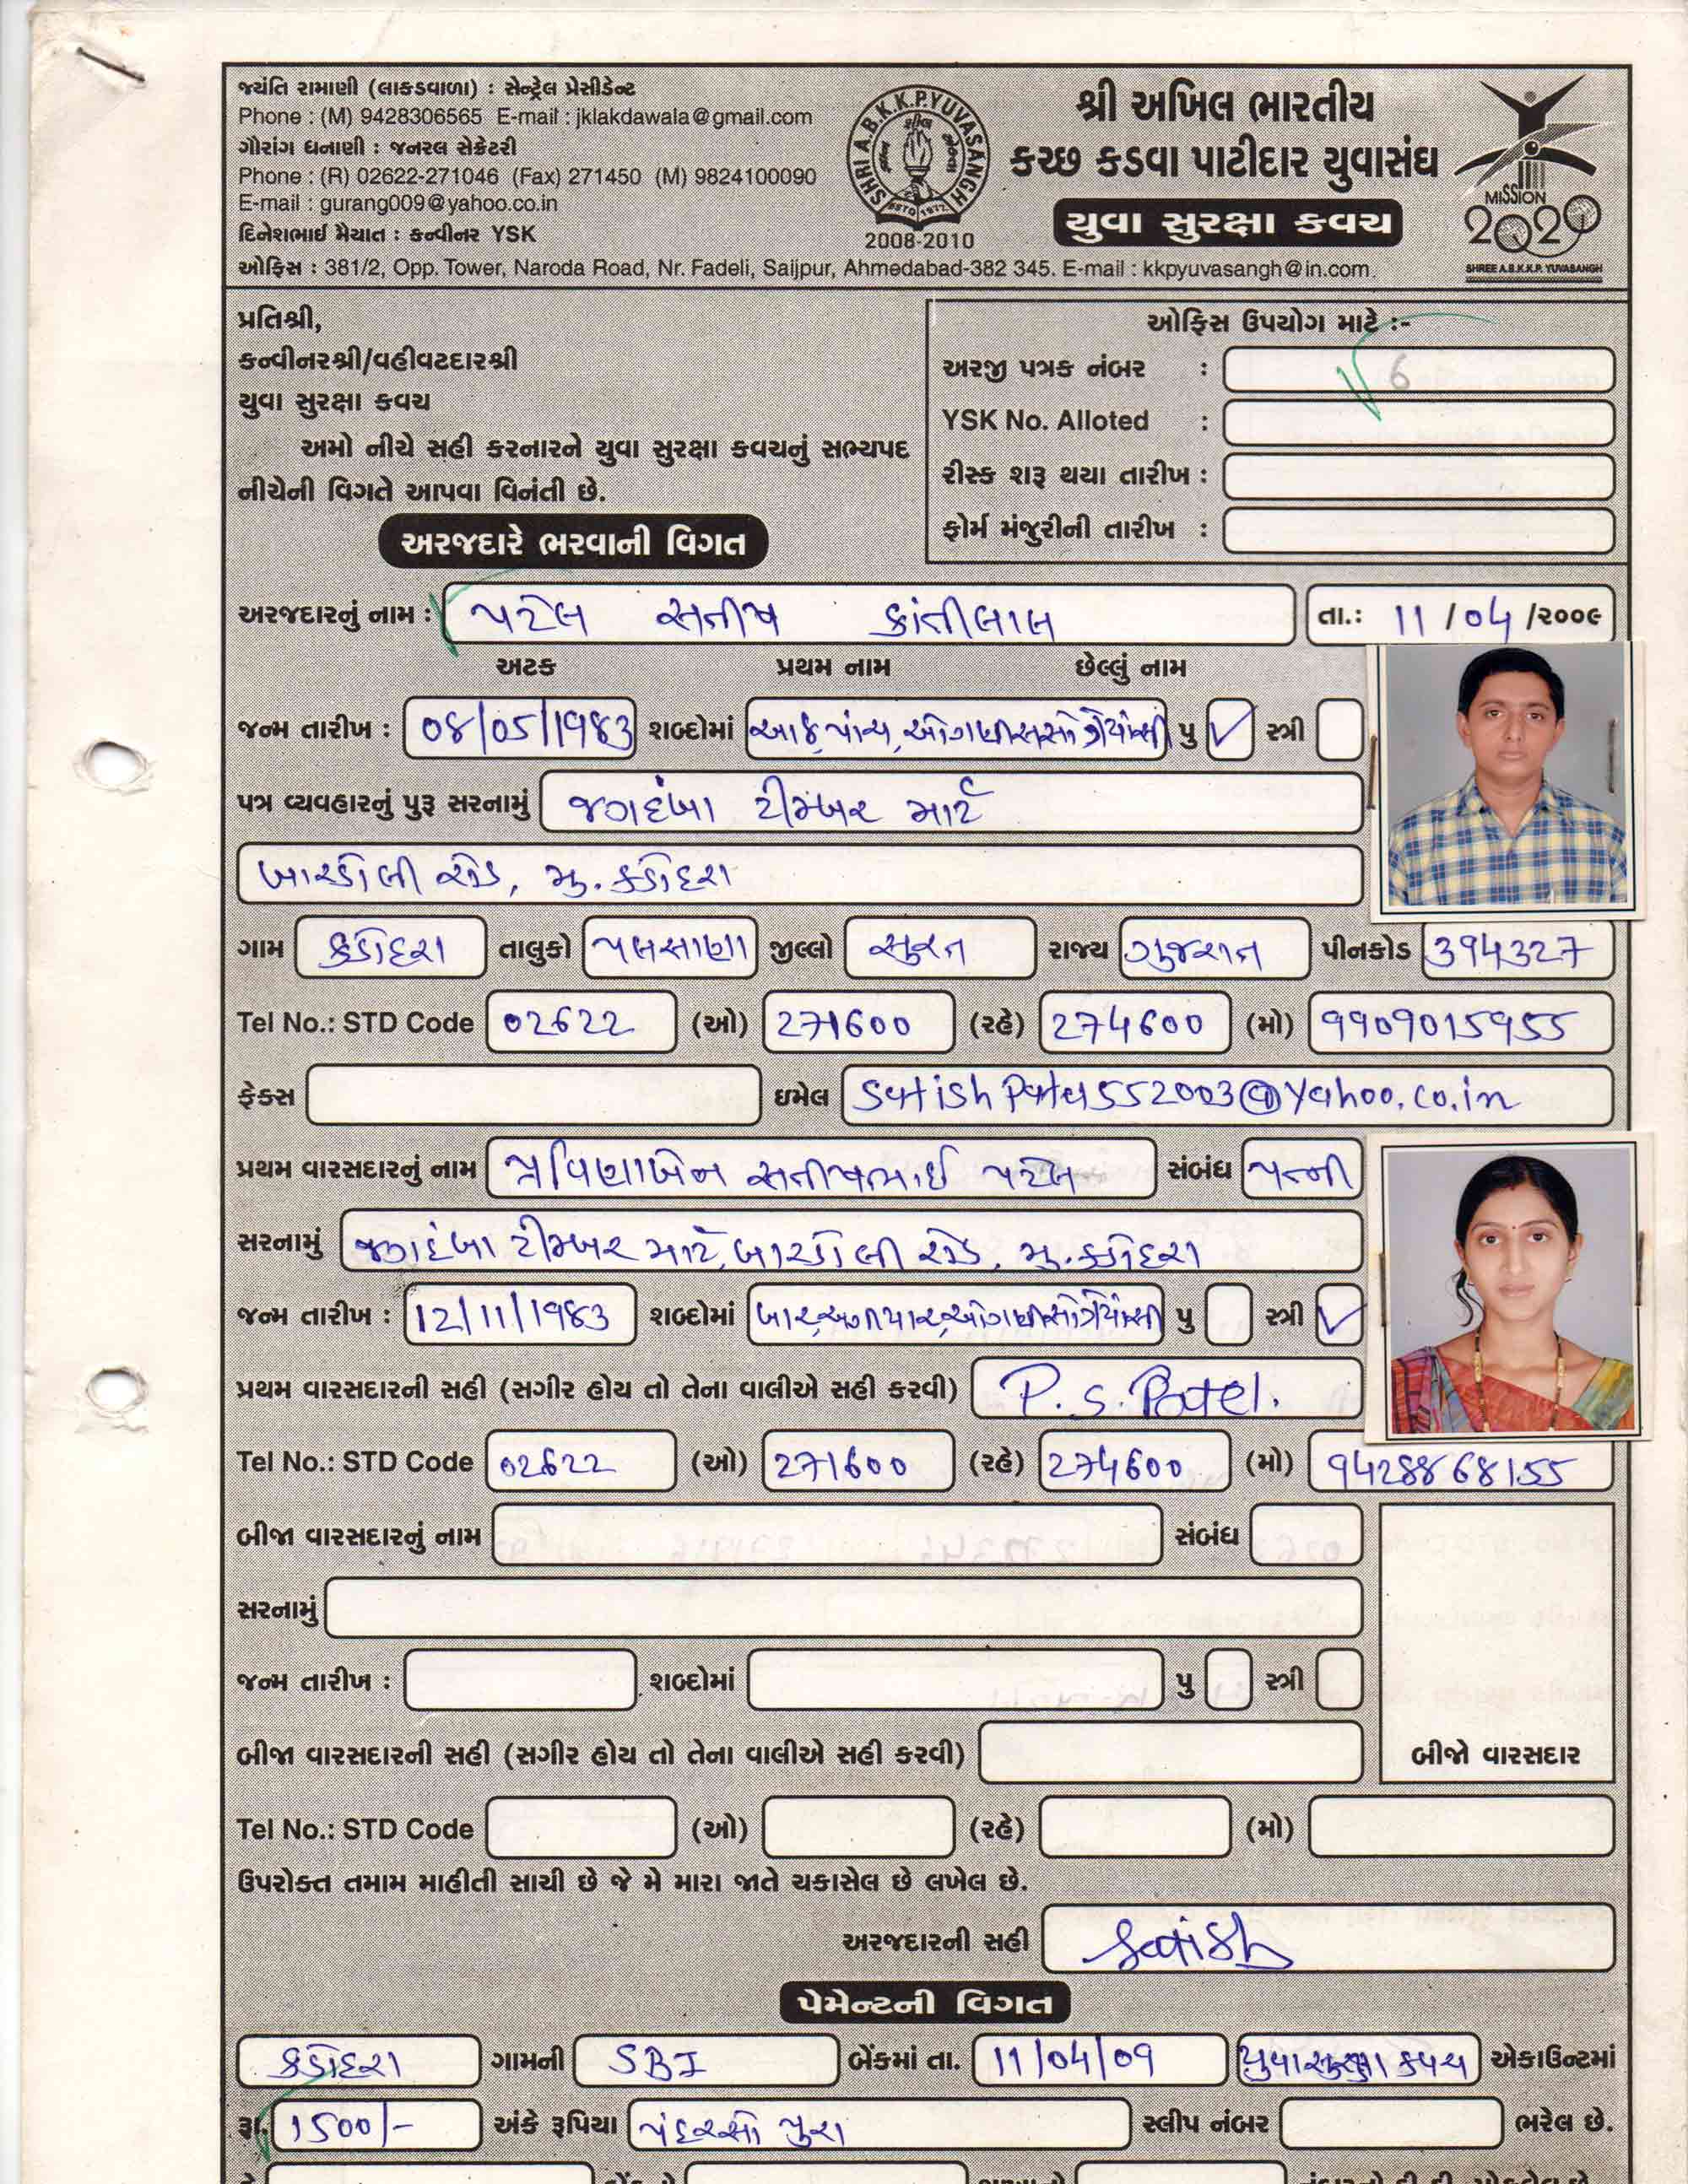 જયંતિ રામાણી (લાકડાવાળા) : સેન્ટ્રેલ પ્રેસીડેન્ટ
Phone : (M) 9428306565 E-mail : jklakdawala@gmail.com
ગૌરાંગ ધનાણી : જનરલ સેક્રેટરી
Phone : (R) 02622-271046 (Fax) 271450 (M) 9824100090
E-mail : gurang009@yahoo.co.in
દિનેશભાઈ મૈયાત : કન્વીનર YSK
SHRI A.B.K.K.P. YUVASANGH
ESTD 1972
2008-2010
શ્રી અખિલ ભારતીય
કચ્છ કડવા પાટીદાર યુવાસંઘ
યુવા સુરક્ષા કવચ
MISSION
2020
SHREE A.B.K.K.P. YUVASANGH
ઓફિસ : 381/2, Opp. Tower, Naroda Road, Nr. Fadeli, Saijpur, Ahmedabad-382 345. E-mail : kkpyuvasangh@in.com.
પ્રતિશ્રી,
કન્વીનરશ્રી/વહીવટદારશ્રી
યુવા સુરક્ષા કવચ
અમો નીચે સહી કરનારને યુવા સુરક્ષા કવચનું સભ્યપદ
નીચેની વિગતે આપવા વિનંતી છે.
ઓફિસ ઉપયોગ માટે :-
અરજી પત્રક નંબર :
YSK No. Alloted :
રીસ્ક શરૂ થયા તારીખ :
ફોર્મ મંજુરીની તારીખ :
અરજદારે ભરવાની વિગત
અરજદારનું નામ : પટેલ સતીષ કાંતીલાલ તા.: 11 / 04 /૨૦૦૯
અટક પ્રથમ નામ છેલ્લું નામ
જન્મ તારીખ : 08/05/1983 શબ્દોમાં આઠ,પાંચ,ઓગણીસસો ત્રેયાંસી પુ ✓ સ્ત્રી
પત્ર વ્યવહારનું પુરૂ સરનામું જગદંબા ટીમ્બર માર્ટ
બારડોલી રોડ, મુ. કડોદરા
ગામ કડોદરા તાલુકો પલસાણા જીલ્લો સુરત રાજ્ય ગુજરાત પીનકોડ 394327
Tel No.: STD Code 02622 (ઓ) 271600 (રહે) 274600 (મો) 9909015955
ફેક્સ ઇમેલ SatishPatel552003@yahoo.co.in
પ્રથમ વારસદારનું નામ પ્રવિણાબેન સતીષભાઈ પટેલ સંબંધ પત્ની
સરનામું જગદંબા ટીમ્બર માર્ટ, બારડોલી રોડ, મુ. કડોદરા
જન્મ તારીખ : 12/11/1983 શબ્દોમાં બાર,અગીયાર,ઓગણીસો ત્રેયાંસી પુ સ્ત્રી ✓
પ્રથમ વારસદારની સહી (સગીર હોય તો તેના વાલીએ સહી કરવી) P. S. Patel.
Tel No.: STD Code 02622 (ઓ) 271600 (રહે) 274600 (મો) 9428868155
બીજા વારસદારનું નામ સંબંધ
સરનામું
જન્મ તારીખ : શબ્દોમાં પુ સ્ત્રી
બીજા વારસદારની સહી (સગીર હોય તો તેના વાલીએ સહી કરવી) બીજો વારસદાર
Tel No.: STD Code (ઓ) (રહે) (મો)
ઉપરોક્ત તમામ માહીતી સાચી છે જે મે મારા જાતે ચકાસેલ છે લખેલ છે.
અરજદારની સહી Satish
પેમેન્ટની વિગત
કડોદરા ગામની SBI બેંકમાં તા. 11/04/09 યુવા સુરક્ષા કવચ એકાઉન્ટમાં
રૂા. 1500/- અંકે રૂપિયા પંદરસો પુરા સ્લીપ નંબર ભરેલ છે.